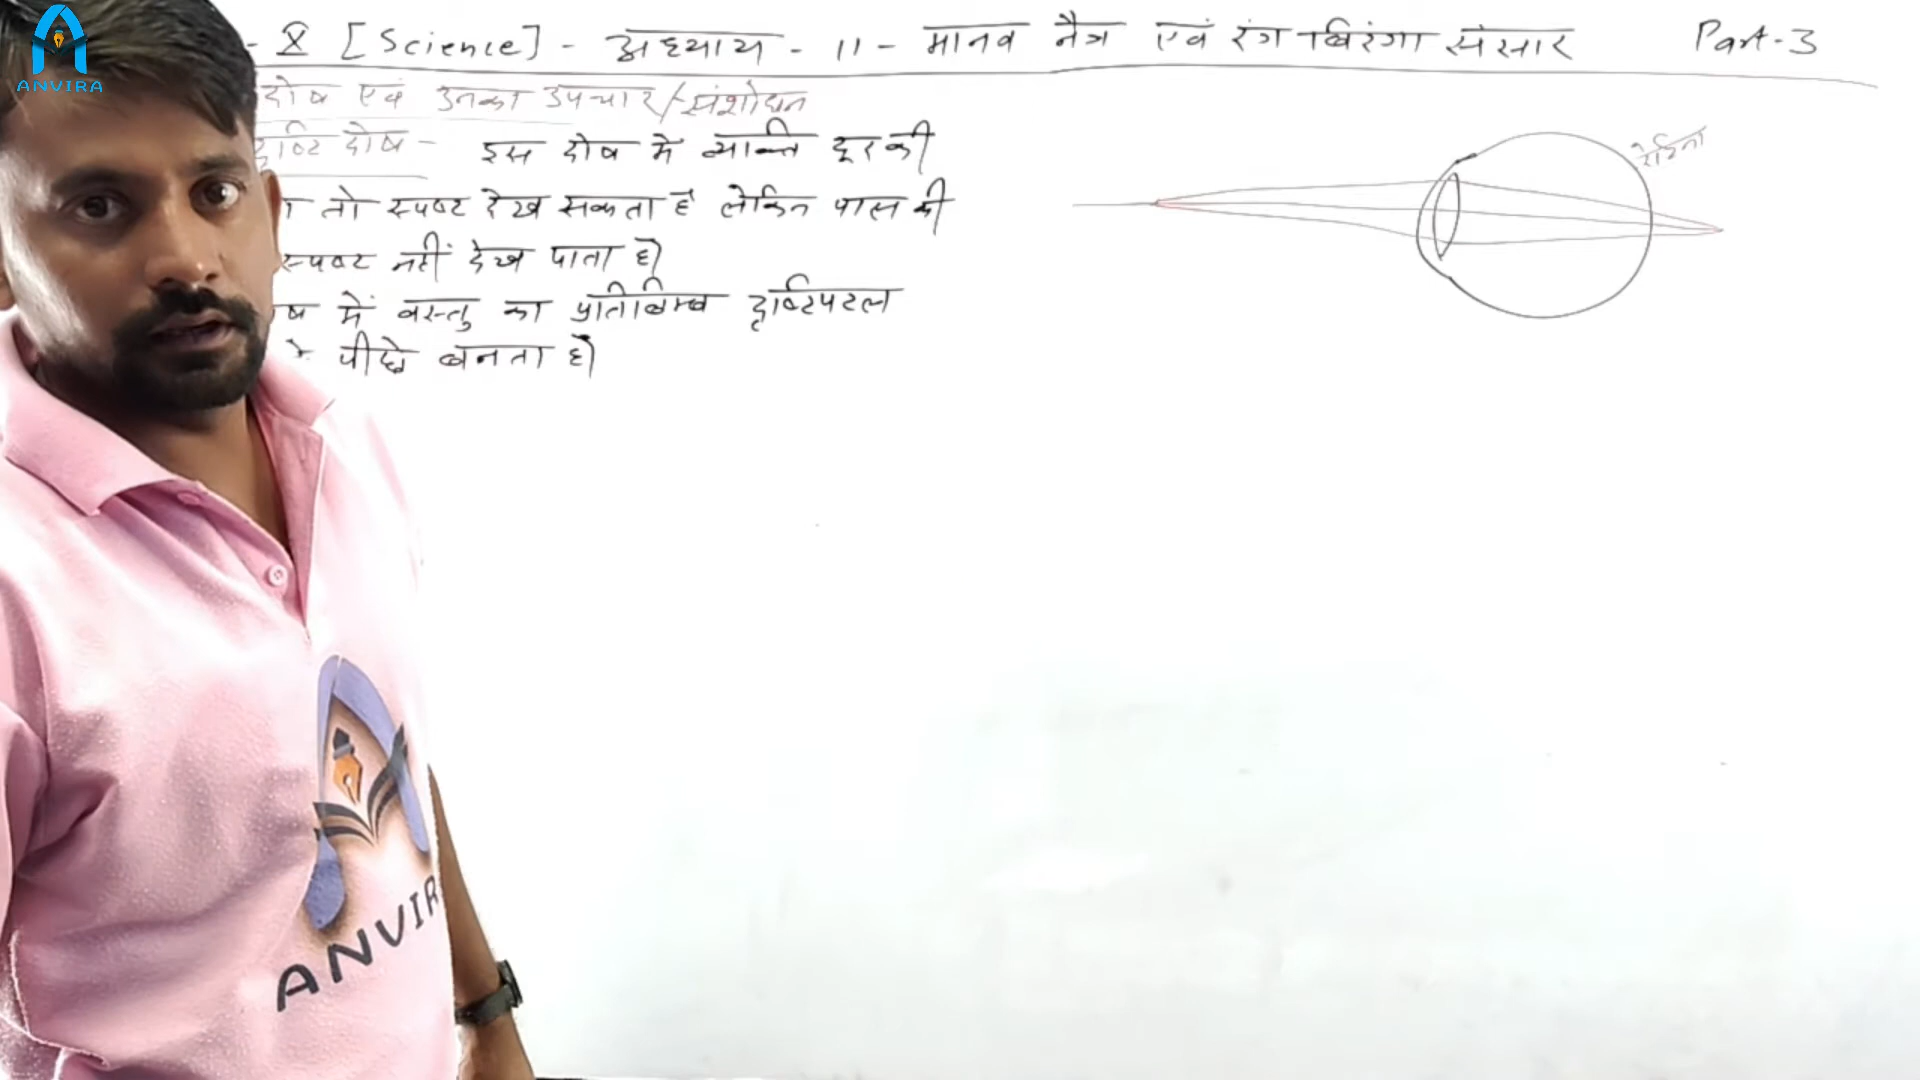 ANVIRA
- X [Science] - अध्याय - 11 - मानव नैत्र एवं रंग बिरंगा संसार Part-3
दोष एवं उनका उपचार/संशोधन
दृष्टि दोष - इस दोष में व्यक्ति दूर की
तो स्पष्ट देख सकता है लेकिन पास की
स्पष्ट नहीं देख पाता है।
में वस्तु का प्रतिबिम्ब दृष्टिपटल
पीछे बनता है।
रेटिना
ANVIR